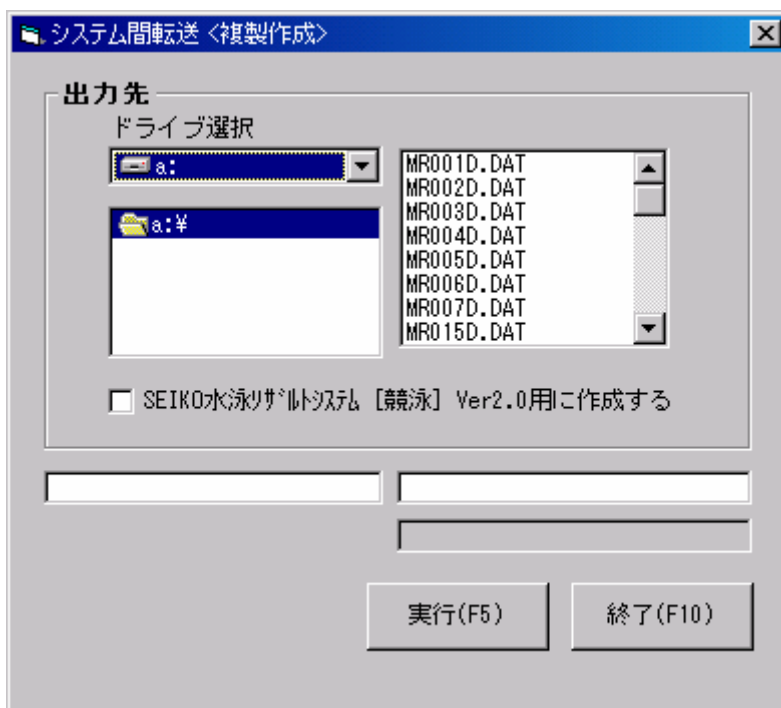 システム間転送<複製作成>
出力先
ドライブ選択
a:
a:¥
MR001D.DAT
MR002D.DAT
MR003D.DAT
MR004D.DAT
MR005D.DAT
MR006D.DAT
MR007D.DAT
MR015D.DAT
SEIKO水泳ﾘｻﾞﾙﾄｼｽﾃﾑ [競泳] Ver2.0用に作成する
実行(F5)
終了(F10)